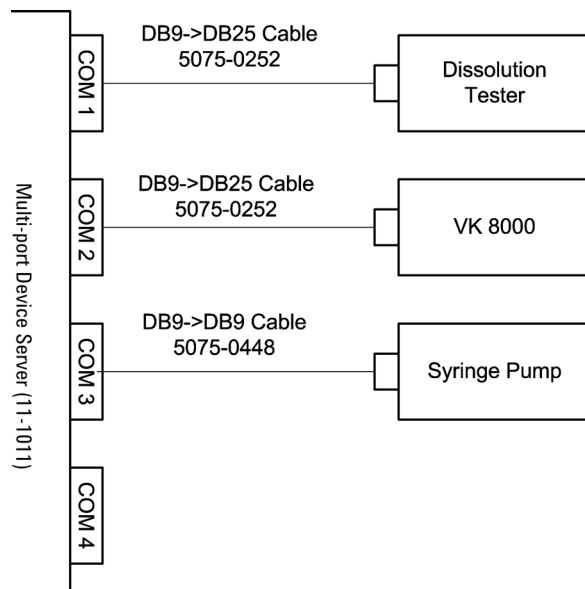 Multi-port Device Server (11-1011)
COM 1
DB9->DB25 Cable
5075-0252
Dissolution
Tester
COM 2
DB9->DB25 Cable
5075-0252
VK 8000
COM 3
DB9->DB9 Cable
5075-0448
Syringe Pump
COM 4